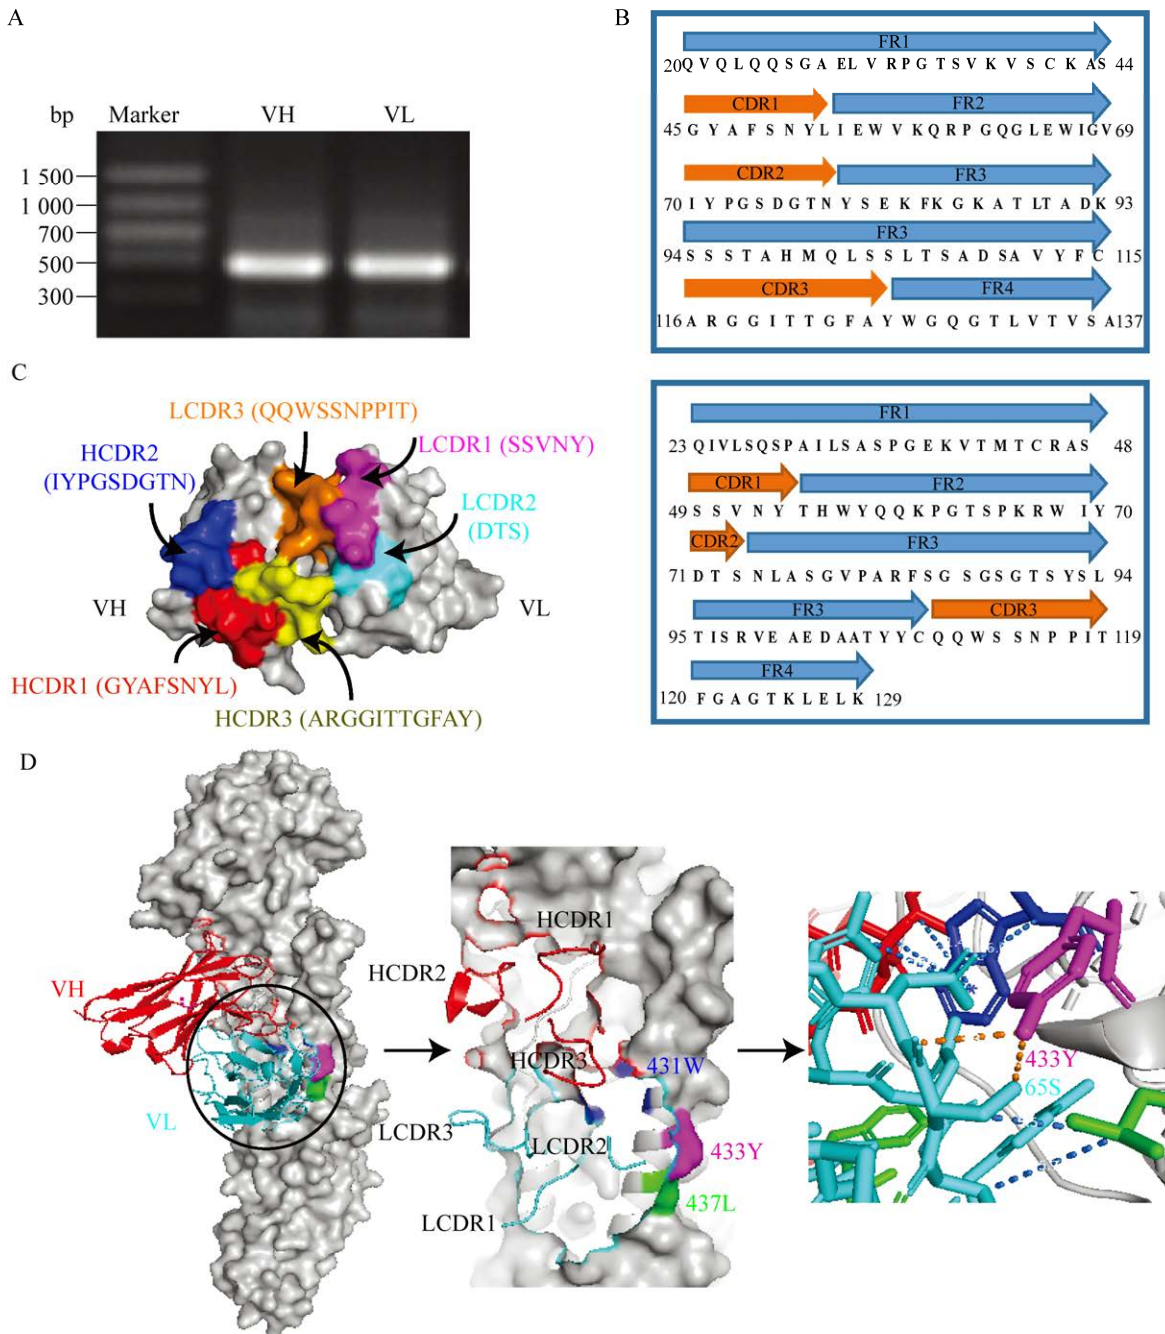 A
bp Marker VH VL
1 500
1 000
700
500
300
B
FR1
20 Q V Q L Q Q S G A E L V R P G T S V K V S C K A S 44
CDR1 FR2
45 G Y A F S N Y L I E W V K Q R P G Q G L E W I G V 69
CDR2 FR3
70 I Y P G S D G T N Y S E K F K G K A T L T A D K 93
FR3
94 S S S T A H M Q L S S L T S A D S A V Y F C 115
CDR3 FR4
116 A R G G I T T G F A Y W G Q G T L V T V S A 137
FR1
23 Q I V L S Q S P A I L S A S P G E K V T M T C R A S 48
CDR1 FR2
49 S S V N Y T H W Y Q Q K P G T S P K R W I Y 70
CDR2 FR3
71 D T S N L A S G V P A R F S G S G S G T S Y S L 94
FR3 CDR3
95 T I S R V E A E D A A T Y Y C Q Q W S S N P P I T 119
FR4
120 F G A G T K L E L K 129
C
LCDR3 (QQWSSNPPIT)
LCDR1 (SSVNY)
HCDR2
(IYPGSDGTN)
LCDR2
(DTS)
VH
VL
HCDR1 (GYAFSNYL)
HCDR3 (ARGGITTGFAY)
D
VH
VL
HCDR1
HCDR2
HCDR3
431W
LCDR3
LCDR2
433Y
437L
LCDR1
433Y
65S